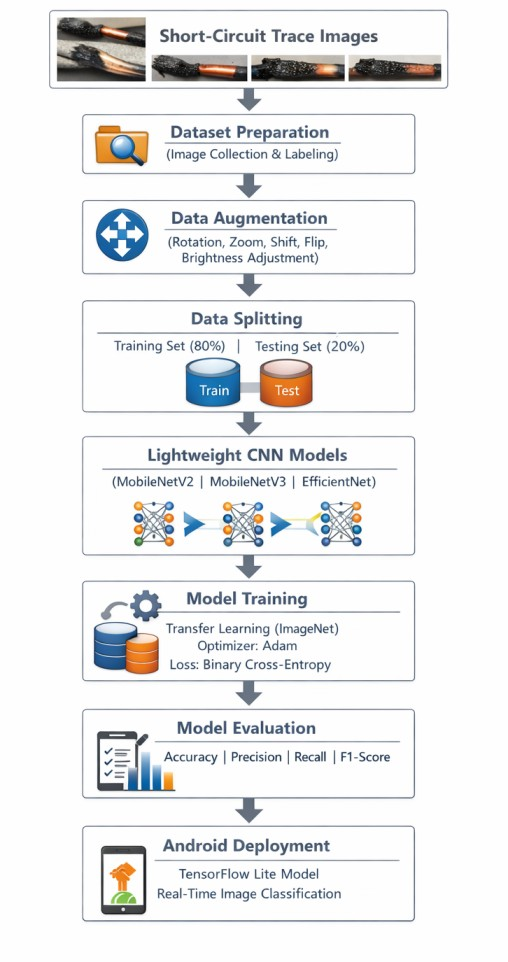 Short-Circuit Trace Images
Dataset Preparation
(Image Collection & Labeling)
Data Augmentation
(Rotation, Zoom, Shift, Flip,
Brightness Adjustment)
Data Splitting
Training Set (80%) | Testing Set (20%)
Train Test
Lightweight CNN Models
(MobileNetV2 | MobileNetV3 | EfficientNet)
Model Training
Transfer Learning (ImageNet)
Optimizer: Adam
Loss: Binary Cross-Entropy
Model Evaluation
Accuracy | Precision | Recall | F1-Score
Android Deployment
TensorFlow Lite Model
Real-Time Image Classification